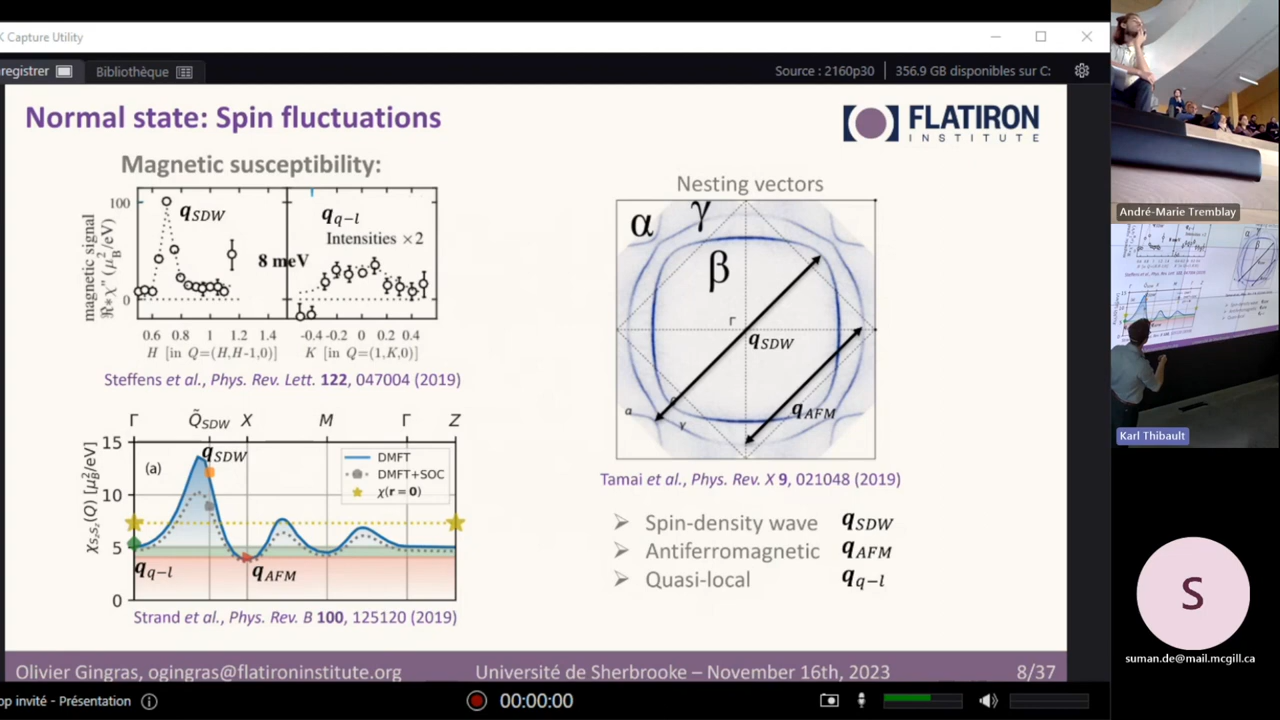 K Capture Utility
registrer
Bibliothèque
Source : 2160p30
356.9 GB disponibles sur C:
Normal state: Spin fluctuations
FLATIRON
INSTITUTE
Magnetic susceptibility:
magnetic signal
ℜ*χ″ (μ_B²/eV)
100
0
q_SDW
q_q-l
Intensities ×2
8 meV
0.6 0.8 1 1.2 1.4
-0.4 -0.2 0 0.2 0.4
H [in Q=(H,H-1,0)]
K [in Q=(1,K,0)]
Steffens et al., Phys. Rev. Lett. 122, 047004 (2019)
Γ Q̃_SDW X M Γ Z
χ_SzSz(Q) [μ_B²/eV]
15
10
5
0
(a)
q_SDW
DMFT
DMFT+SOC
χ(r = 0)
q_q-l
q_AFM
Strand et al., Phys. Rev. B 100, 125120 (2019)
Nesting vectors
α
γ
β
Γ
q_SDW
α
γ
q_AFM
Tamai et al., Phys. Rev. X 9, 021048 (2019)
➢ Spin-density wave q_SDW
➢ Antiferromagnetic q_AFM
➢ Quasi-local q_q-l
Olivier Gingras, ogingras@flatironinstitute.org
Université de Sherbrooke – November 16th, 2023
8/37
op invité - Présentation
00:00:00
André-Marie Tremblay
Karl Thibault
S
suman.de@mail.mcgill.ca